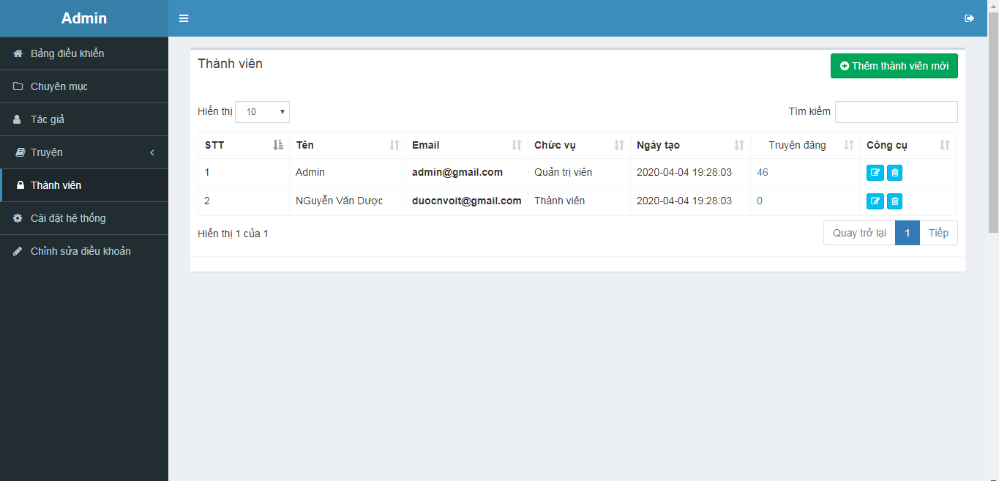 Admin
Bảng điều khiển
Chuyên mục
Tác giả
Truyện
Thành viên
Cài đặt hệ thống
Chỉnh sửa điều khoản
Thành viên
Thêm thành viên mới
Hiển thị 10
Tìm kiếm
STT Tên Email Chức vụ Ngày tạo Truyện đăng Công cụ
1 Admin admin@gmail.com Quản trị viên 2020-04-04 19:28:03 46
2 NGuyễn Văn Dược duocnvoit@gmail.com Thành viên 2020-04-04 19:28:03 0
Hiển thị 1 của 1
Quay trở lại 1 Tiếp